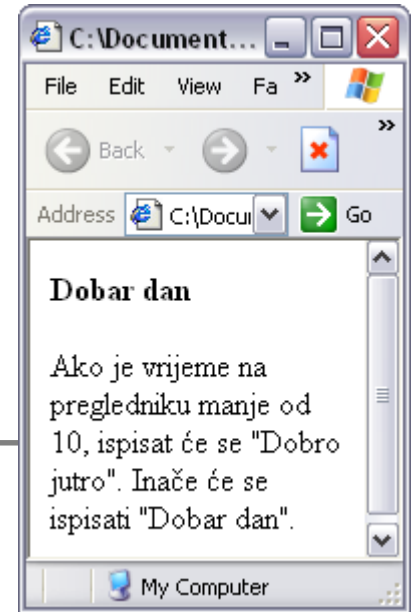 C:\Document...
File Edit View Fa »
Back »
Address C:\Docu Go
Dobar dan
Ako je vrijeme na
pregledniku manje od
10, ispisat će se "Dobro
jutro". Inače će se
ispisati "Dobar dan".
My Computer